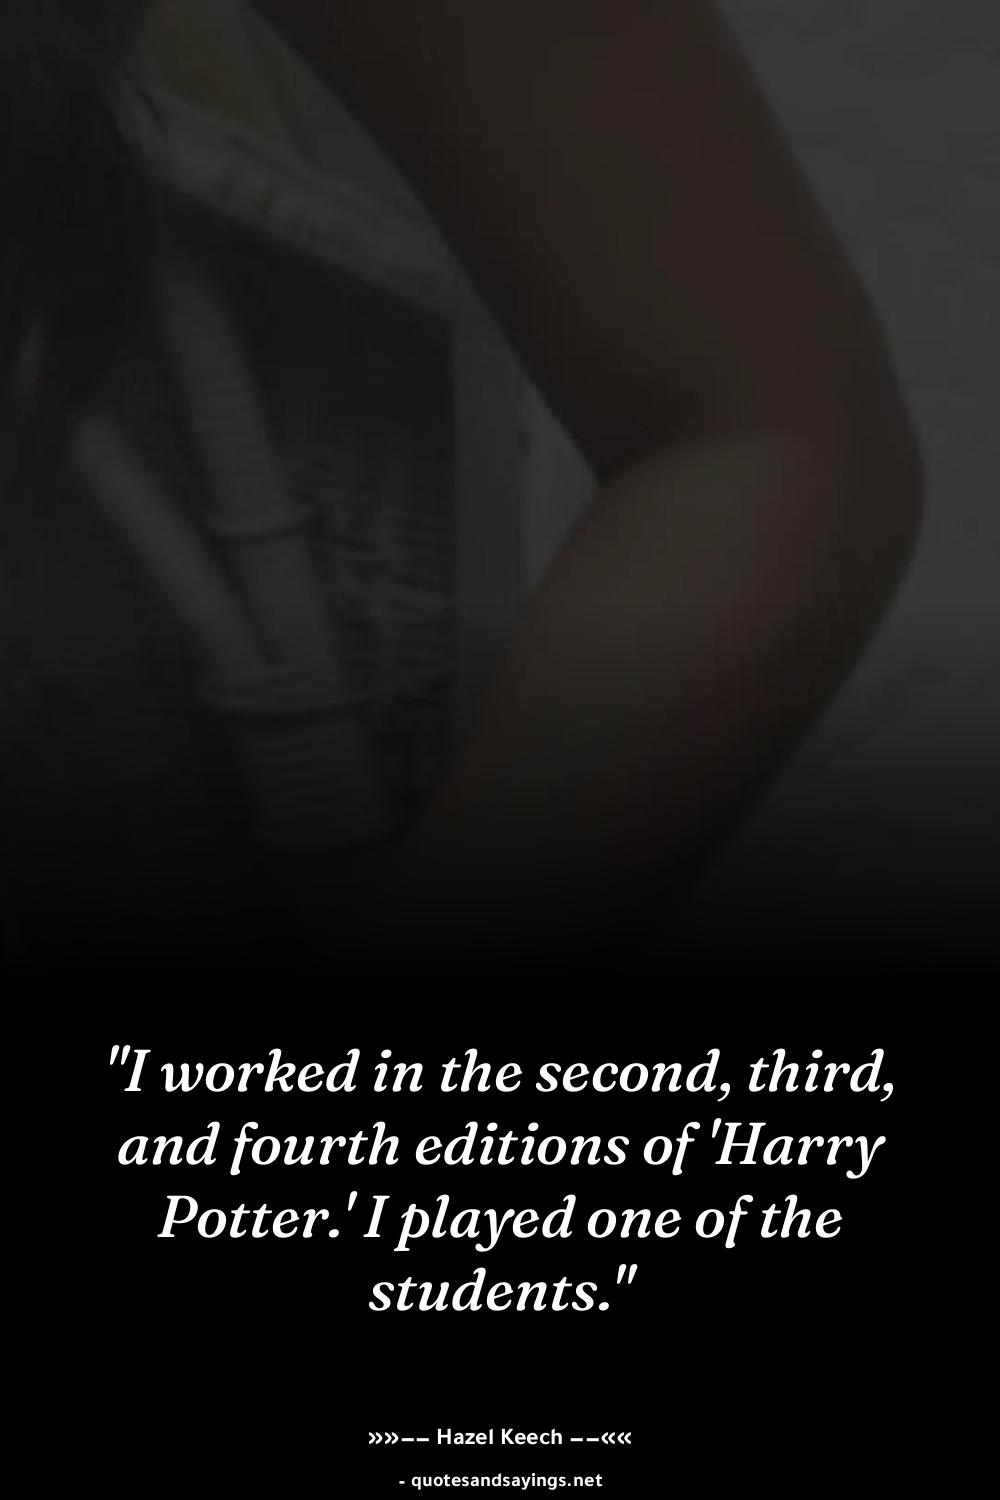 "I worked in the second, third,
and fourth editions of 'Harry
Potter.' I played one of the
students."
»»−− Hazel Keech −−««
- quotesandsayings.net